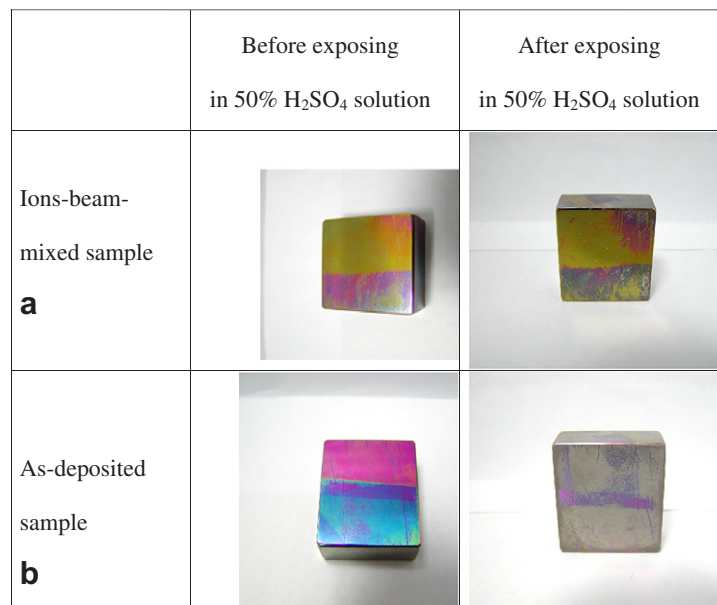 Before exposing
in 50% H₂SO₄ solution
After exposing
in 50% H₂SO₄ solution
Ions-beam-
mixed sample
a
As-deposited
sample
b